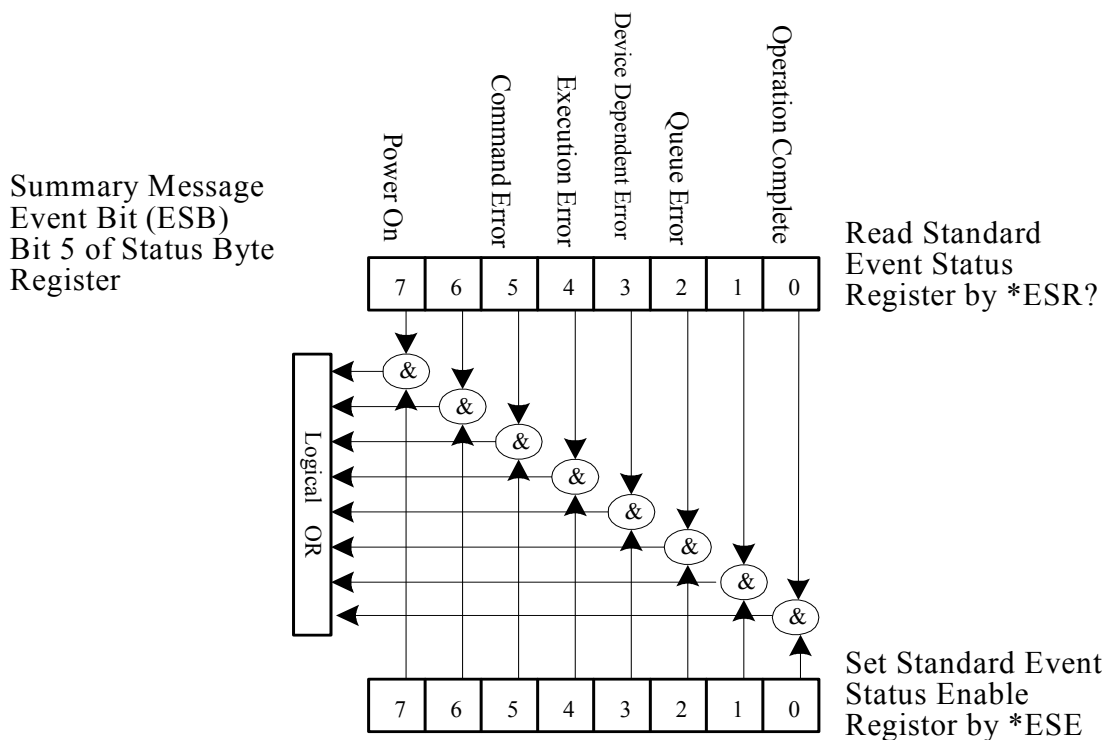 Power On
Command Error
Execution Error
Device Dependent Error
Queue Error
Operation Complete
Summary Message
Event Bit (ESB)
Bit 5 of Status Byte
Register
Read Standard
Event Status
Register by *ESR?
7 6 5 4 3 2 1 0
&
&
&
&
&
&
&
&
Logical OR
Set Standard Event
Status Enable
Registor by *ESE
7 6 5 4 3 2 1 0